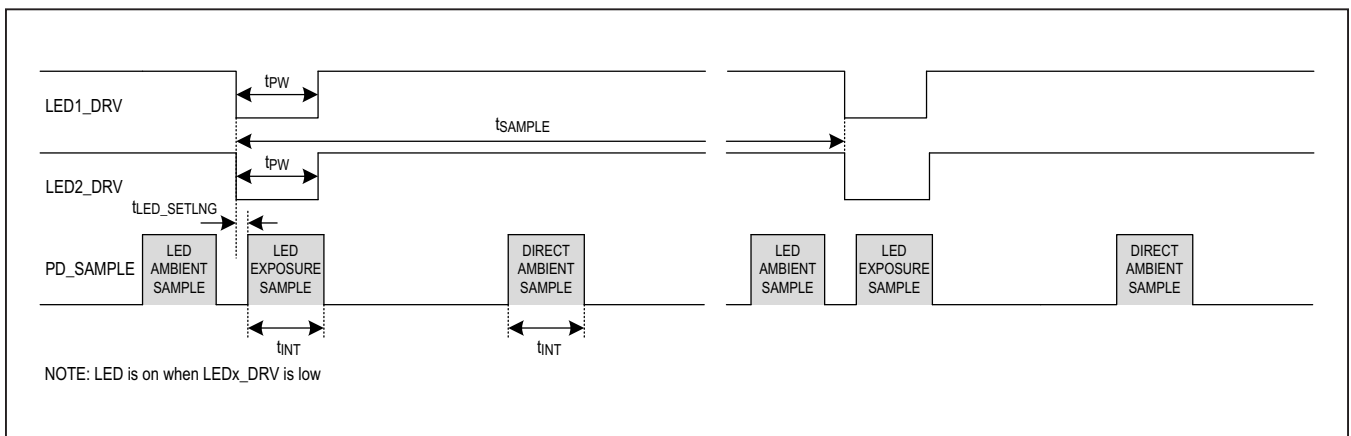 LED1_DRV
tPW
tSAMPLE
LED2_DRV
tPW
tLED_SETLNG
PD_SAMPLE
LED
AMBIENT
SAMPLE
LED
EXPOSURE
SAMPLE
DIRECT
AMBIENT
SAMPLE
LED
AMBIENT
SAMPLE
LED
EXPOSURE
SAMPLE
DIRECT
AMBIENT
SAMPLE
tINT
tINT
NOTE: LED is on when LEDx_DRV is low